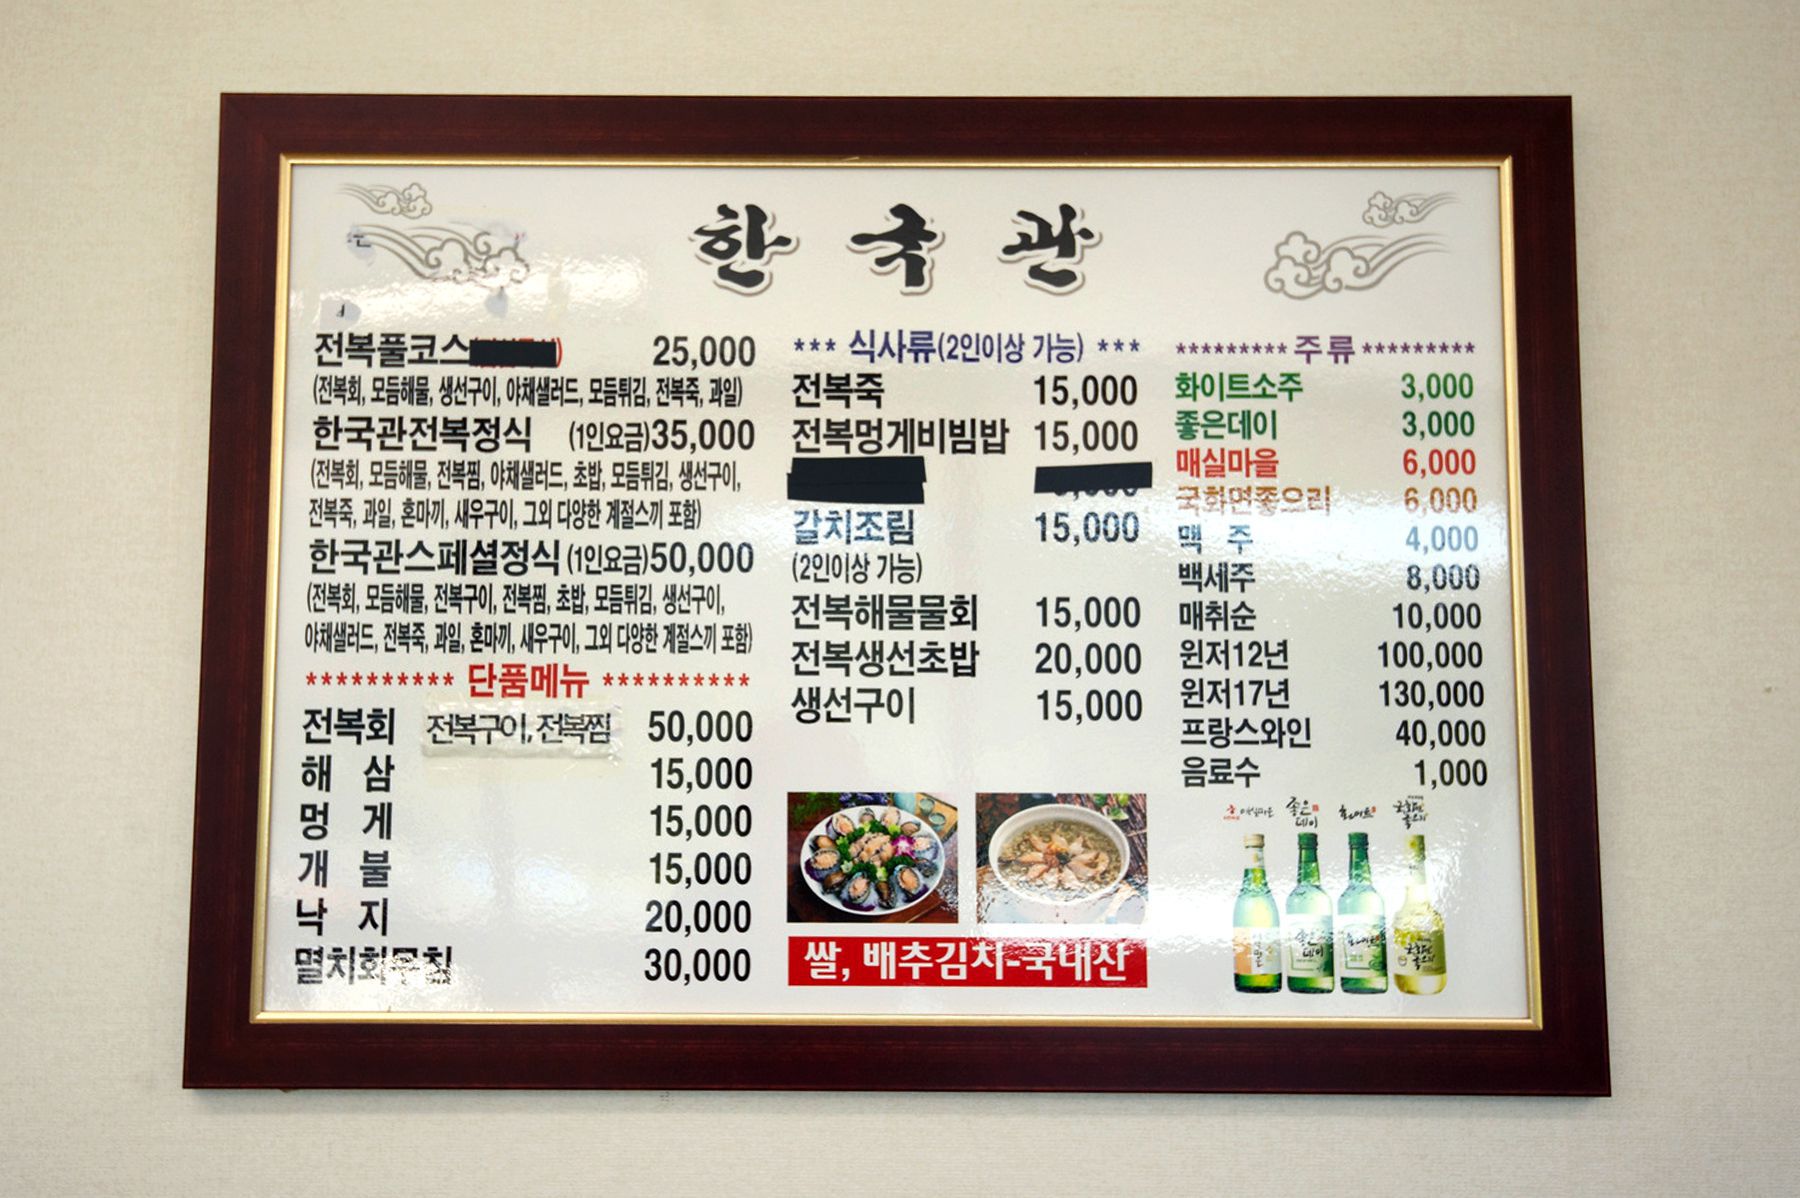 한국관
전복풀코스 25,000
(전복회, 모듬해물, 생선구이, 야채샐러드, 모듬튀김, 전복죽, 과일)
한국관전복정식 (1인요금)35,000
(전복회, 모듬해물, 전복찜, 야채샐러드, 초밥, 모듬튀김, 생선구이,
전복죽, 과일, 혼마끼, 새우구이, 그외 다양한 계절스끼 포함)
한국관스페셜정식 (1인요금)50,000
(전복회, 모듬해물, 전복구이, 전복찜, 초밥, 모듬튀김, 생선구이,
야채샐러드, 전복죽, 과일, 혼마끼, 새우구이, 그외 다양한 계절스끼 포함)
********** 단품메뉴 **********
전복회 전복구이, 전복찜 50,000
해 삼 15,000
멍 게 15,000
개 불 15,000
낙 지 20,000
멸치회무침 30,000
*** 식사류(2인이상 가능) ***
전복죽 15,000
전복멍게비빔밥 15,000
갈치조림 15,000
(2인이상 가능)
전복해물물회 15,000
전복생선초밥 20,000
생선구이 15,000
쌀, 배추김치-국내산
********* 주류 *********
화이트소주 3,000
좋은데이 3,000
매실마을 6,000
국화면좋으리 6,000
맥 주 4,000
백세주 8,000
매취순 10,000
윈저12년 100,000
윈저17년 130,000
프랑스와인 40,000
음료수 1,000
매실마을 좋은데이 화이트
좋은데이